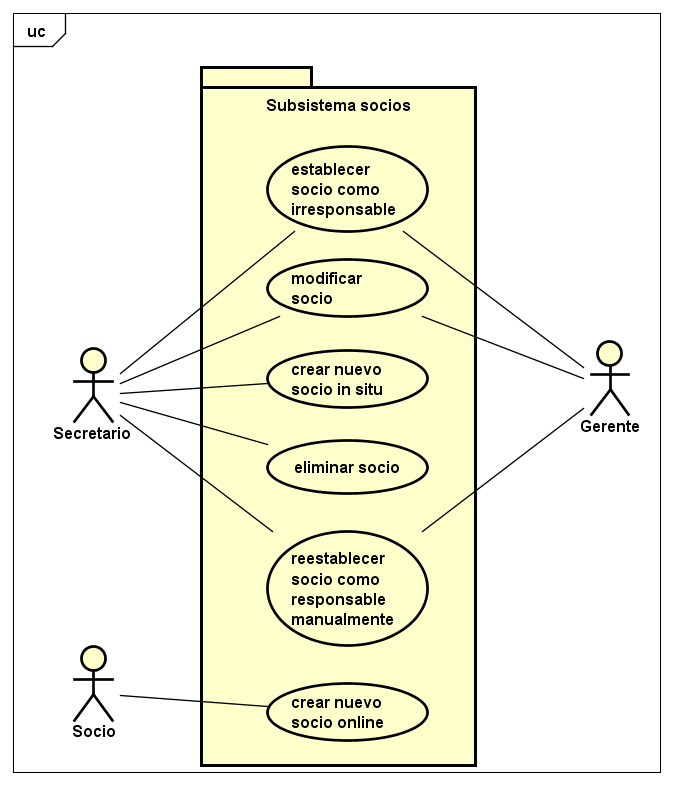 uc
Subsistema socios
establecer
socio como
irresponsable
modificar
socio
crear nuevo
socio in situ
Secretario
Gerente
eliminar socio
reestablecer
socio como
responsable
manualmente
crear nuevo
socio online
Socio